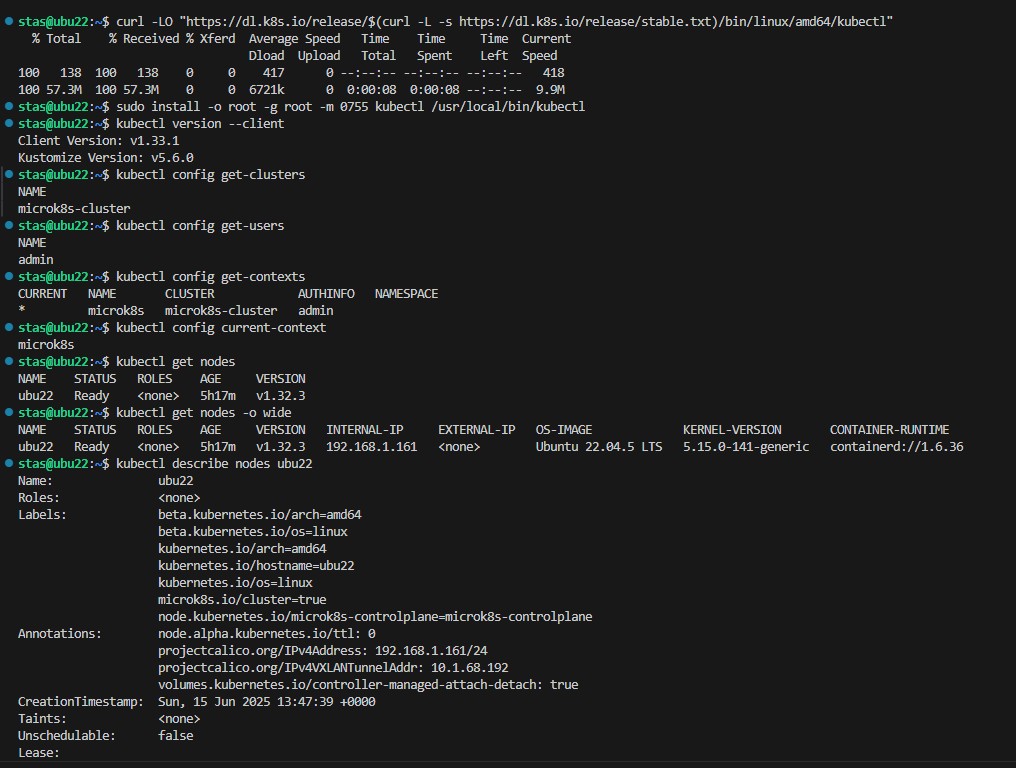 stas@ubu22:~$ curl -LO "https://dl.k8s.io/release/$(curl -L -s https://dl.k8s.io/release/stable.txt)/bin/linux/amd64/kubectl"
  % Total    % Received % Xferd  Average Speed   Time    Time     Time  Current
                                 Dload  Upload   Total   Spent    Left  Speed
100   138  100   138    0     0    417      0 --:--:-- --:--:-- --:--:--   418
100 57.3M  100 57.3M    0     0  6721k      0  0:00:08  0:00:08 --:--:--  9.9M
stas@ubu22:~$ sudo install -o root -g root -m 0755 kubectl /usr/local/bin/kubectl
stas@ubu22:~$ kubectl version --client
Client Version: v1.33.1
Kustomize Version: v5.6.0
stas@ubu22:~$ kubectl config get-clusters
NAME
microk8s-cluster
stas@ubu22:~$ kubectl config get-users
NAME
admin
stas@ubu22:~$ kubectl config get-contexts
CURRENT   NAME       CLUSTER            AUTHINFO   NAMESPACE
*         microk8s   microk8s-cluster   admin
stas@ubu22:~$ kubectl config current-context
microk8s
stas@ubu22:~$ kubectl get nodes
NAME    STATUS   ROLES    AGE     VERSION
ubu22   Ready    <none>   5h17m   v1.32.3
stas@ubu22:~$ kubectl get nodes -o wide
NAME    STATUS   ROLES    AGE     VERSION   INTERNAL-IP     EXTERNAL-IP   OS-IMAGE             KERNEL-VERSION      CONTAINER-RUNTIME
ubu22   Ready    <none>   5h17m   v1.32.3   192.168.1.161   <none>        Ubuntu 22.04.5 LTS   5.15.0-141-generic   containerd://1.6.36
stas@ubu22:~$ kubectl describe nodes ubu22
Name:               ubu22
Roles:              <none>
Labels:             beta.kubernetes.io/arch=amd64
                    beta.kubernetes.io/os=linux
                    kubernetes.io/arch=amd64
                    kubernetes.io/hostname=ubu22
                    kubernetes.io/os=linux
                    microk8s.io/cluster=true
                    node.kubernetes.io/microk8s-controlplane=microk8s-controlplane
Annotations:        node.alpha.kubernetes.io/ttl: 0
                    projectcalico.org/IPv4Address: 192.168.1.161/24
                    projectcalico.org/IPv4VXLANTunnelAddr: 10.1.68.192
                    volumes.kubernetes.io/controller-managed-attach-detach: true
CreationTimestamp:  Sun, 15 Jun 2025 13:47:39 +0000
Taints:             <none>
Unschedulable:      false
Lease: